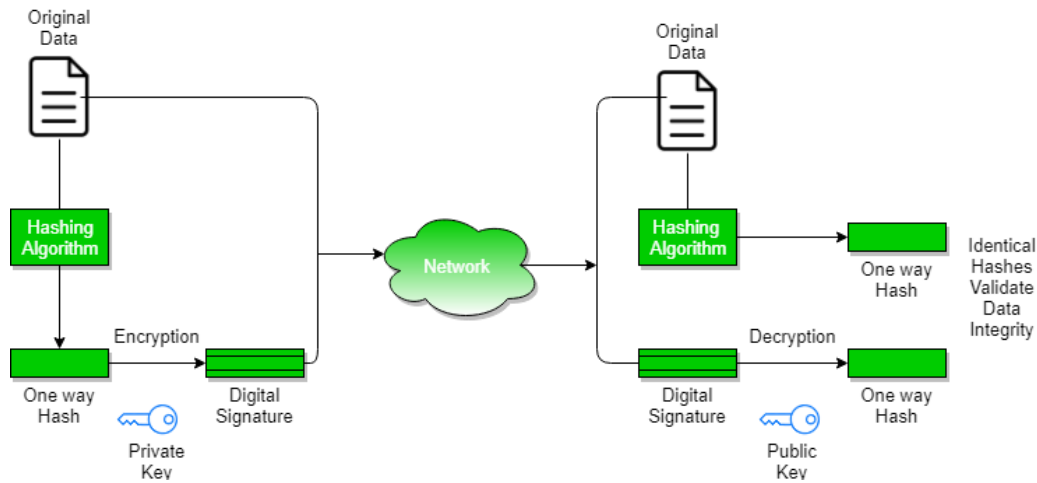 Original
Data
Hashing
Algorithm
One way
Hash
Encryption
Private
Key
Digital
Signature
Network
Original
Data
Hashing
Algorithm
One way
Hash
Digital
Signature
Decryption
Public
Key
One way
Hash
Identical
Hashes
Validate
Data
Integrity